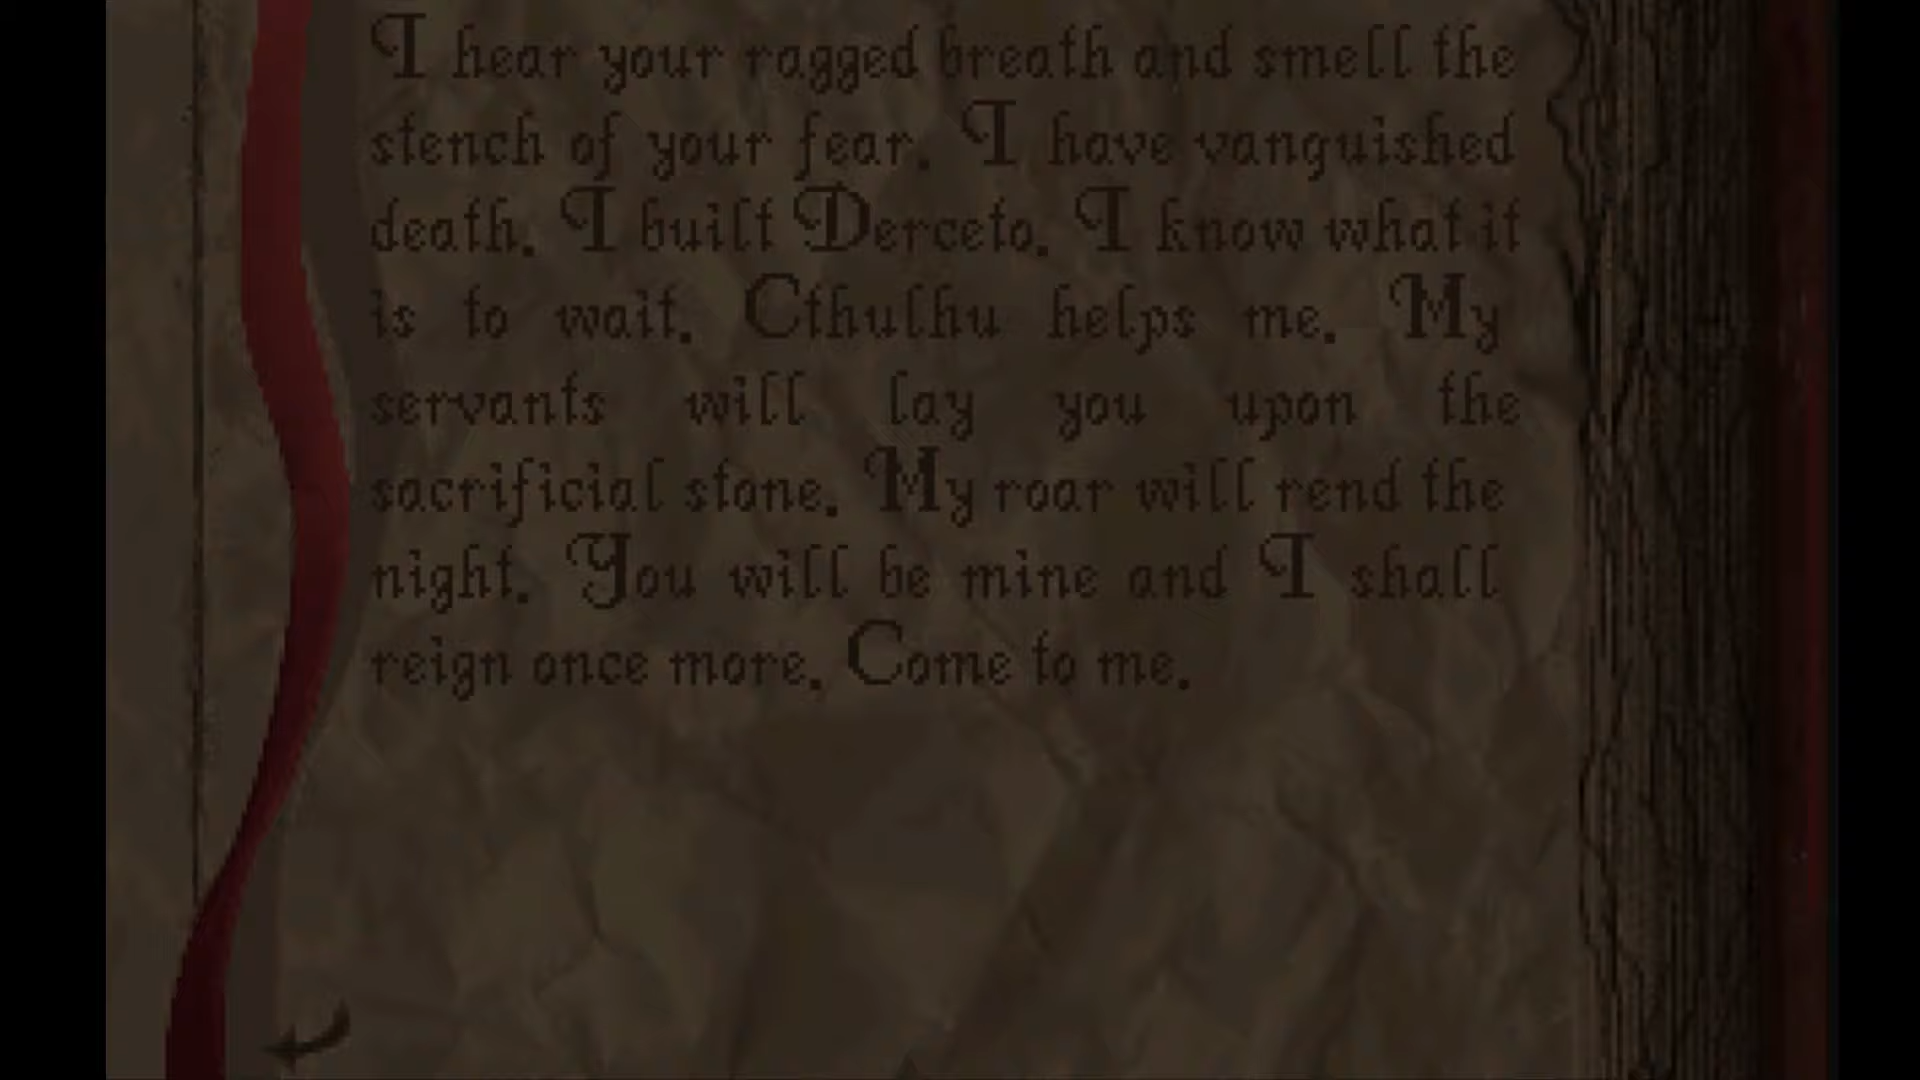 I hear your ragged breath and smell the
stench of your fear. I have vanquished
death. I built Derceto. I know what it
is to wait. Cthulhu helps me. My
servants will lay you upon the
sacrificial stone. My roar will rend the
night. You will be mine and I shall
reign once more. Come to me.